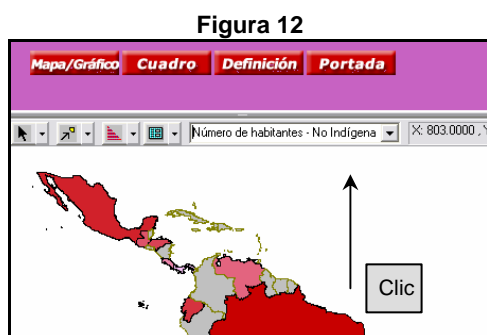 Figura 12
Mapa/Gráfico Cuadro Definición Portada
Número de habitantes - No Indígena X: 803.0000 , Y
Clic